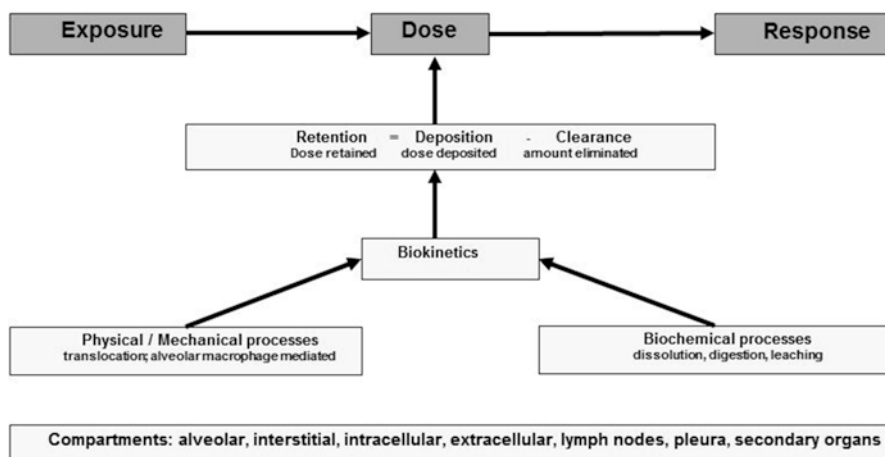 Exposure Dose Response
Retention = Deposition - Clearance
Dose retained dose deposited amount eliminated
Biokinetics
Physical / Mechanical processes
translocation; alveolar macrophage mediated
Biochemical processes
dissolution, digestion, leaching
Compartments: alveolar, interstitial, intracellular, extracellular, lymph nodes, pleura, secondary organs